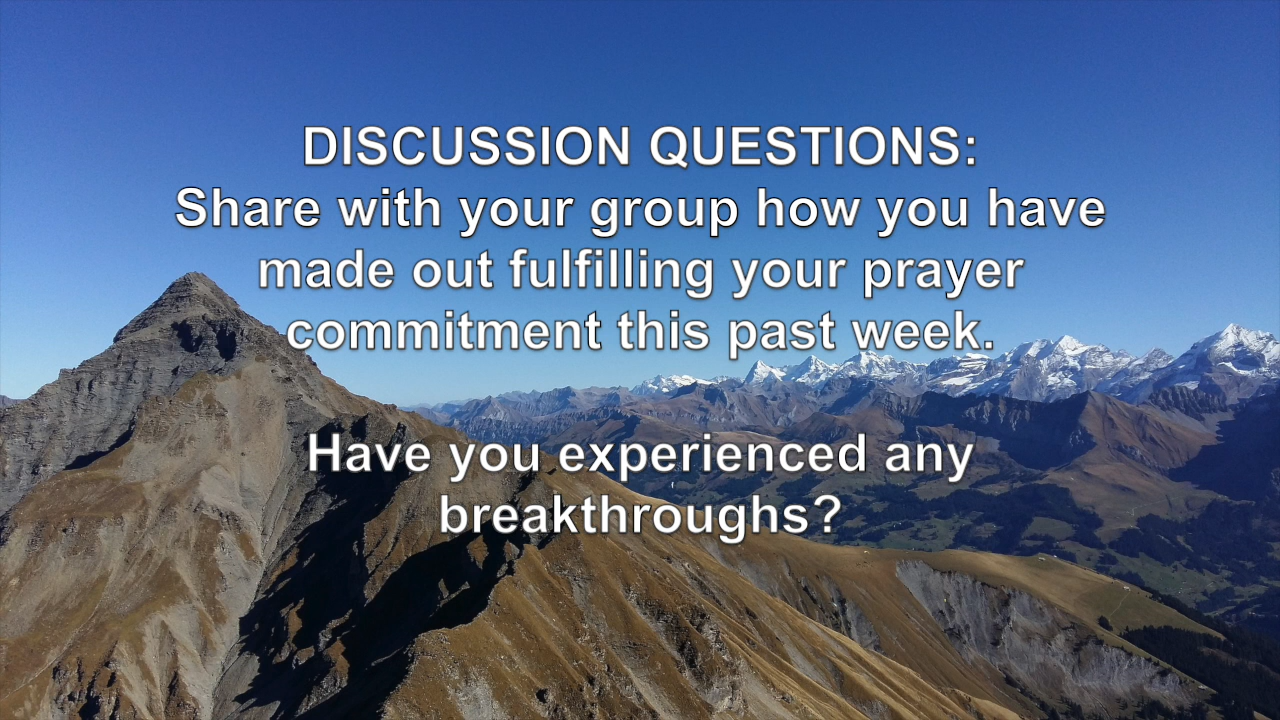 DISCUSSION QUESTIONS:
Share with your group how you have
made out fulfilling your prayer
commitment this past week.
Have you experienced any
breakthroughs?